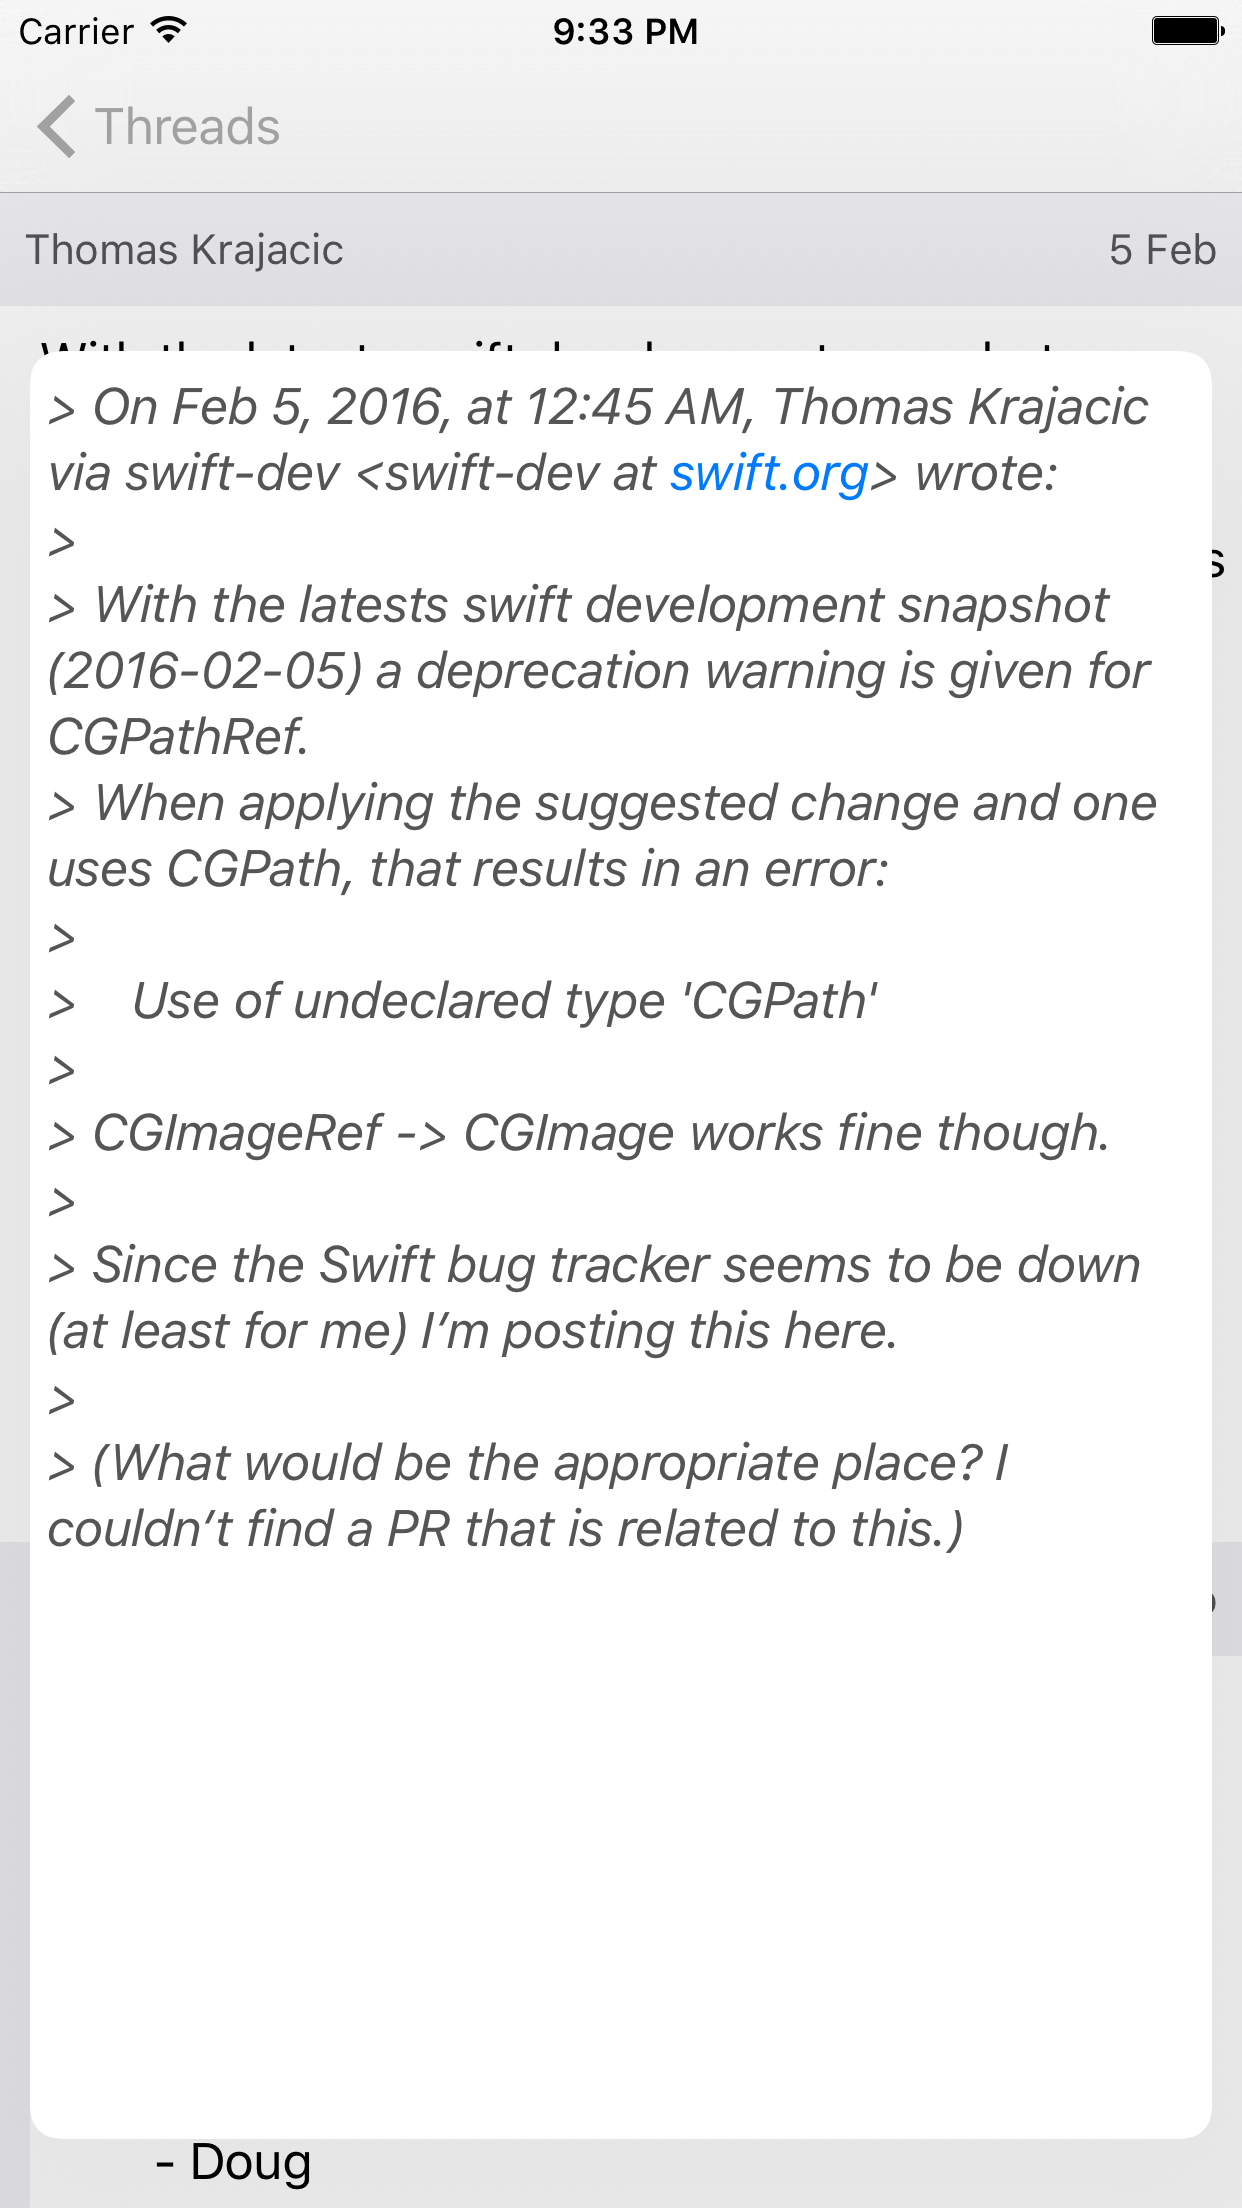 Carrier 9:33 PM
Threads
Thomas Krajacic 5 Feb
> On Feb 5, 2016, at 12:45 AM, Thomas Krajacic
via swift-dev <swift-dev at swift.org> wrote:
>
> With the latests swift development snapshot
(2016-02-05) a deprecation warning is given for
CGPathRef.
> When applying the suggested change and one
uses CGPath, that results in an error:
>
>    Use of undeclared type 'CGPath'
>
> CGImageRef -> CGImage works fine though.
>
> Since the Swift bug tracker seems to be down
(at least for me) I’m posting this here.
>
> (What would be the appropriate place? I
couldn’t find a PR that is related to this.)
- Doug